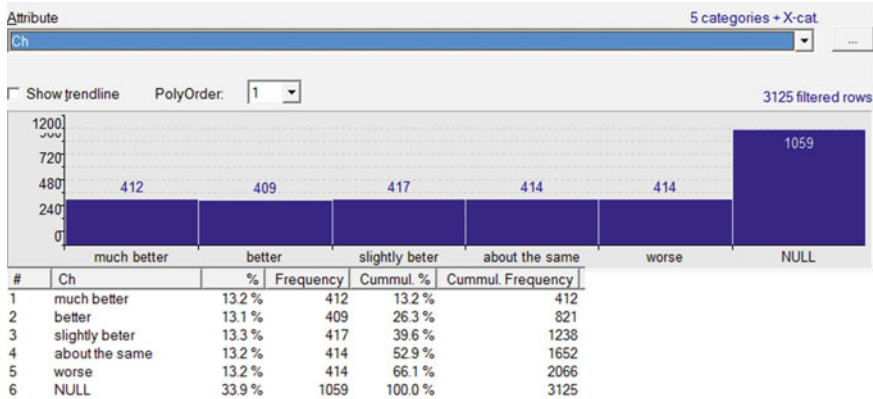 Attribute 5 categories + X-cat.
Ch ...
Show trendline PolyOrder: 1 3125 filtered rows
1200
720
480
240
0
412 409 417 414 414 1059
much better better slightly beter about the same worse NULL
# Ch % Frequency Cummul. % Cummul. Frequency
1 much better 13.2 % 412 13.2 % 412
2 better 13.1 % 409 26.3 % 821
3 slightly beter 13.3 % 417 39.6 % 1238
4 about the same 13.2 % 414 52.9 % 1652
5 worse 13.2 % 414 66.1 % 2066
6 NULL 33.9 % 1059 100.0 % 3125